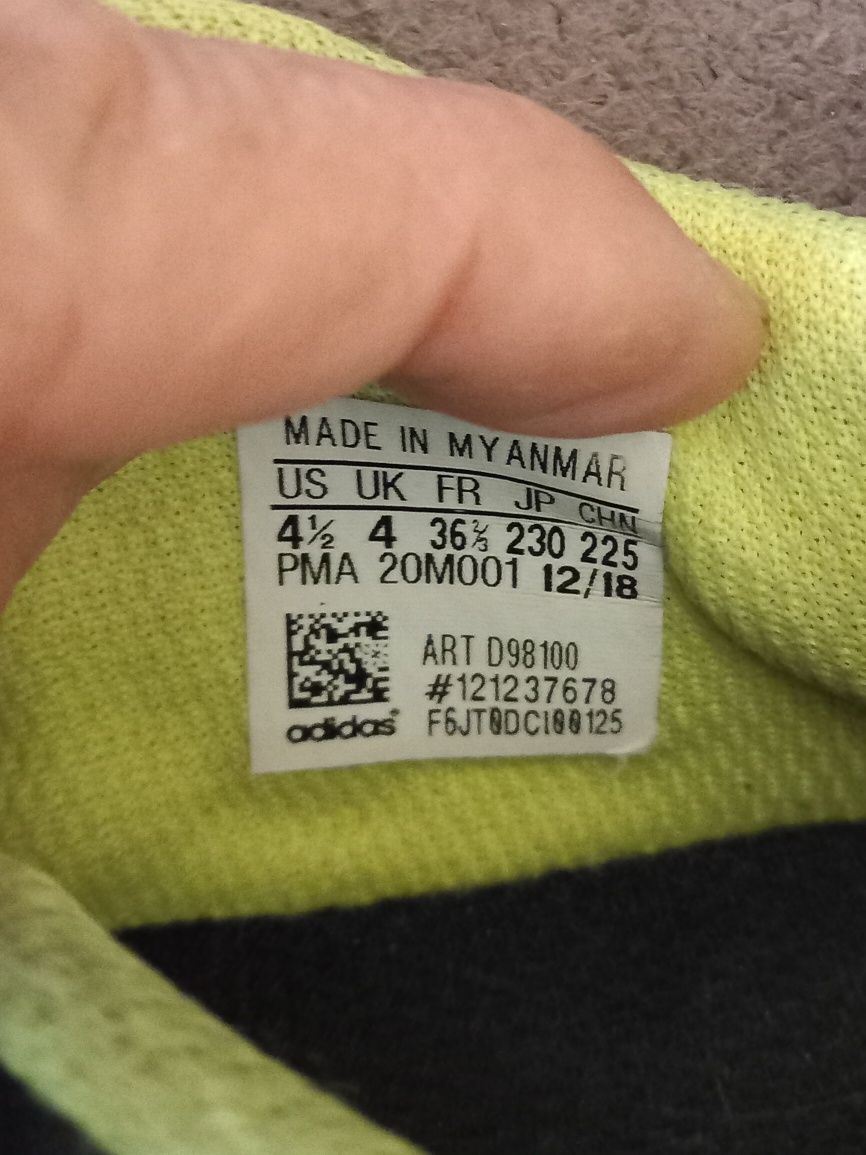 MADE IN MYANMAR
US UK FR JP CHN
4½ 4 36⅔ 230 225
PMA 20M001 12/18
ART D98100
#121237678
adidas F6JT0DCI00125